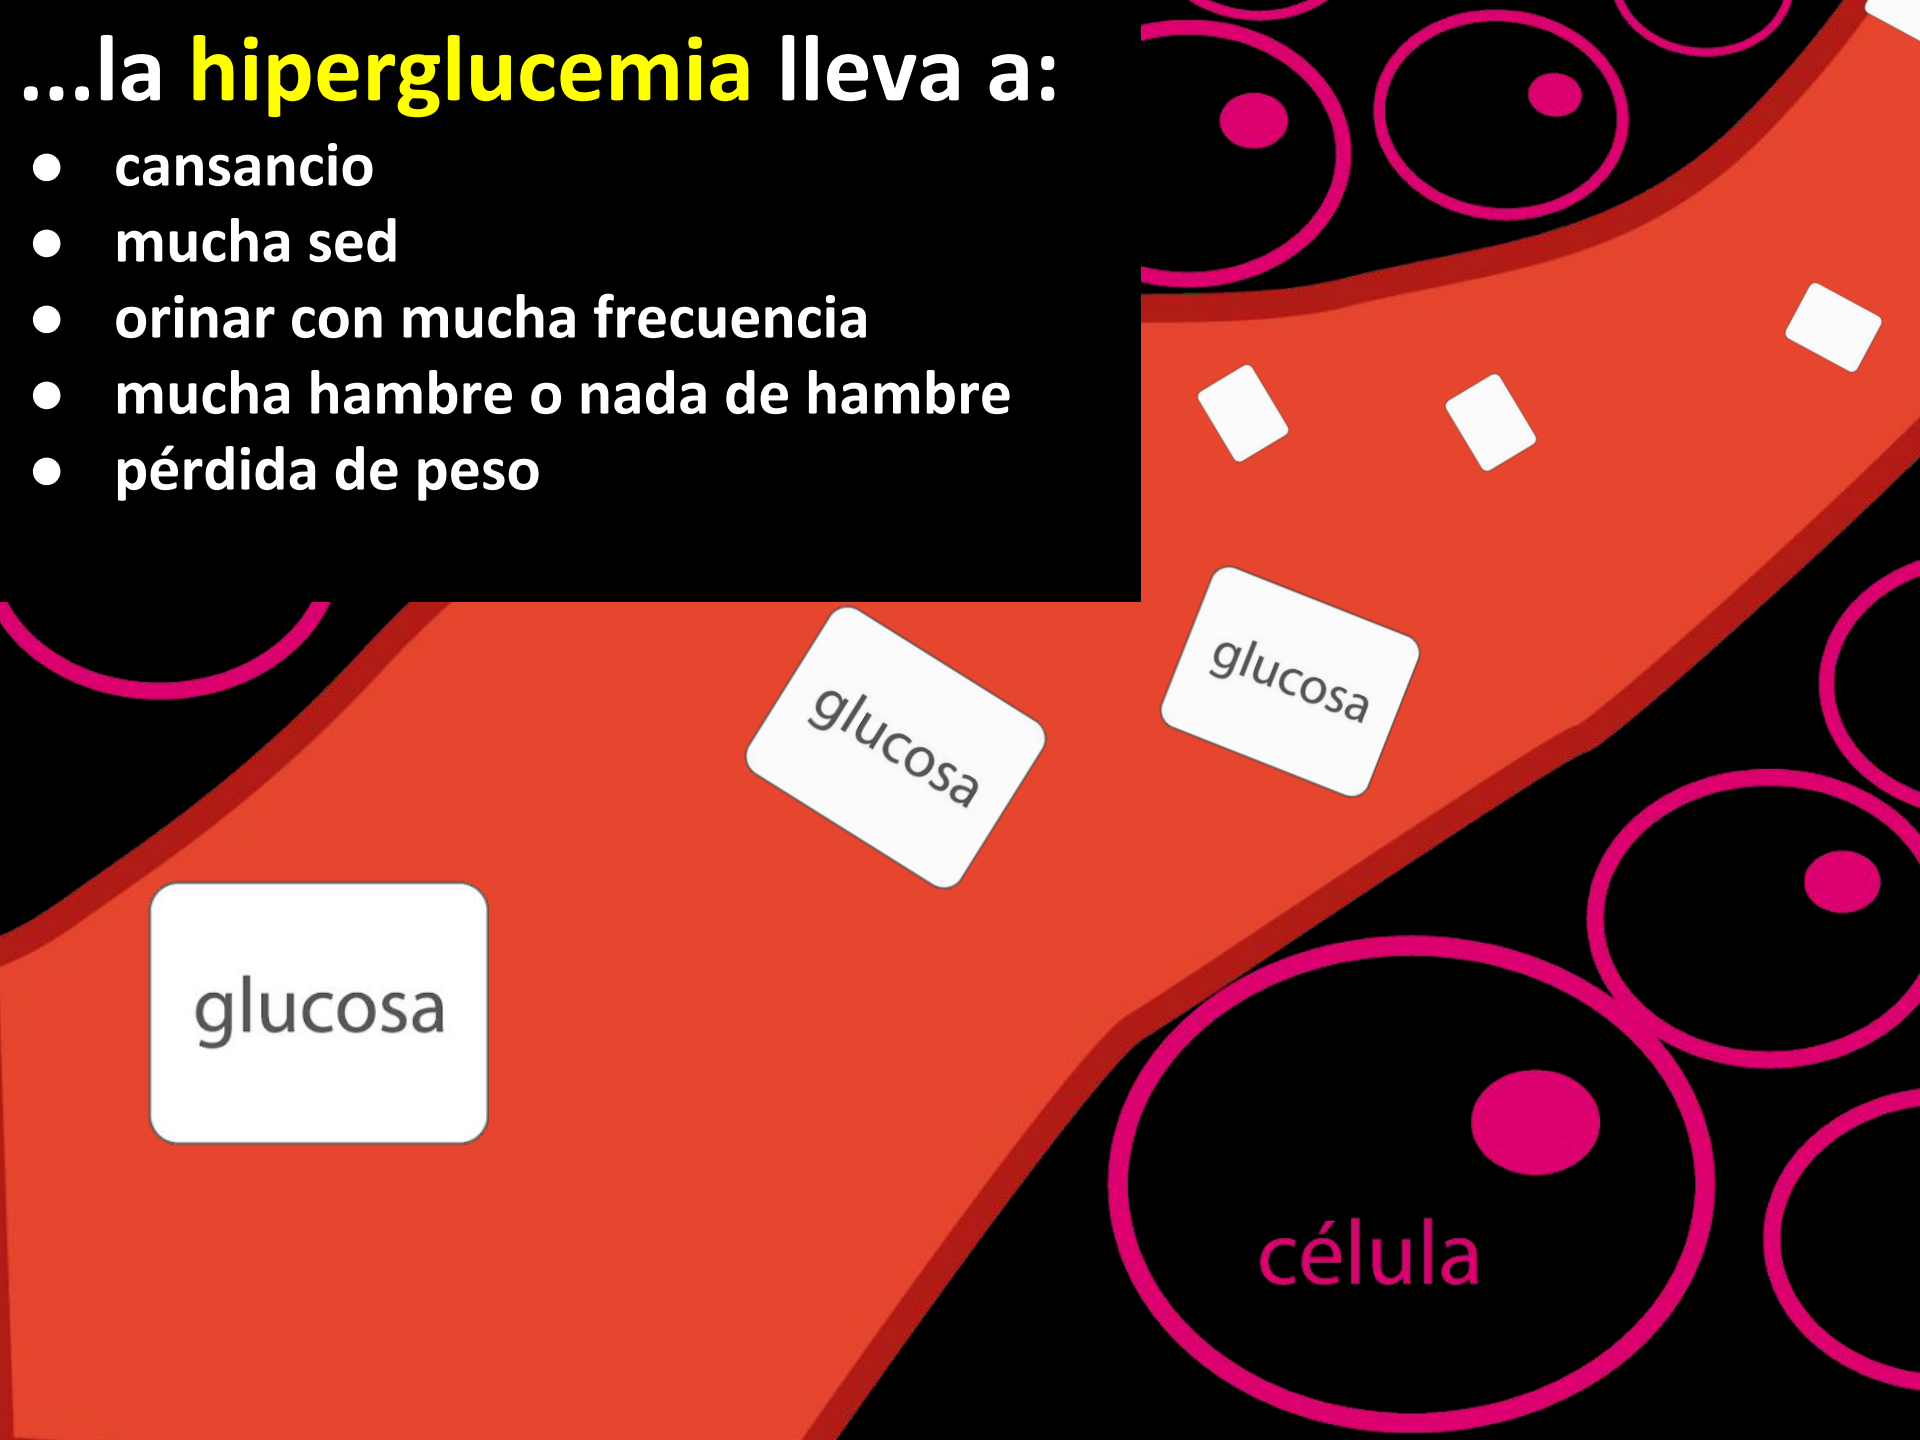 ...la hiperglucemia lleva a:
● cansancio
● mucha sed
● orinar con mucha frecuencia
● mucha hambre o nada de hambre
● pérdida de peso
glucosa
glucosa
glucosa
célula